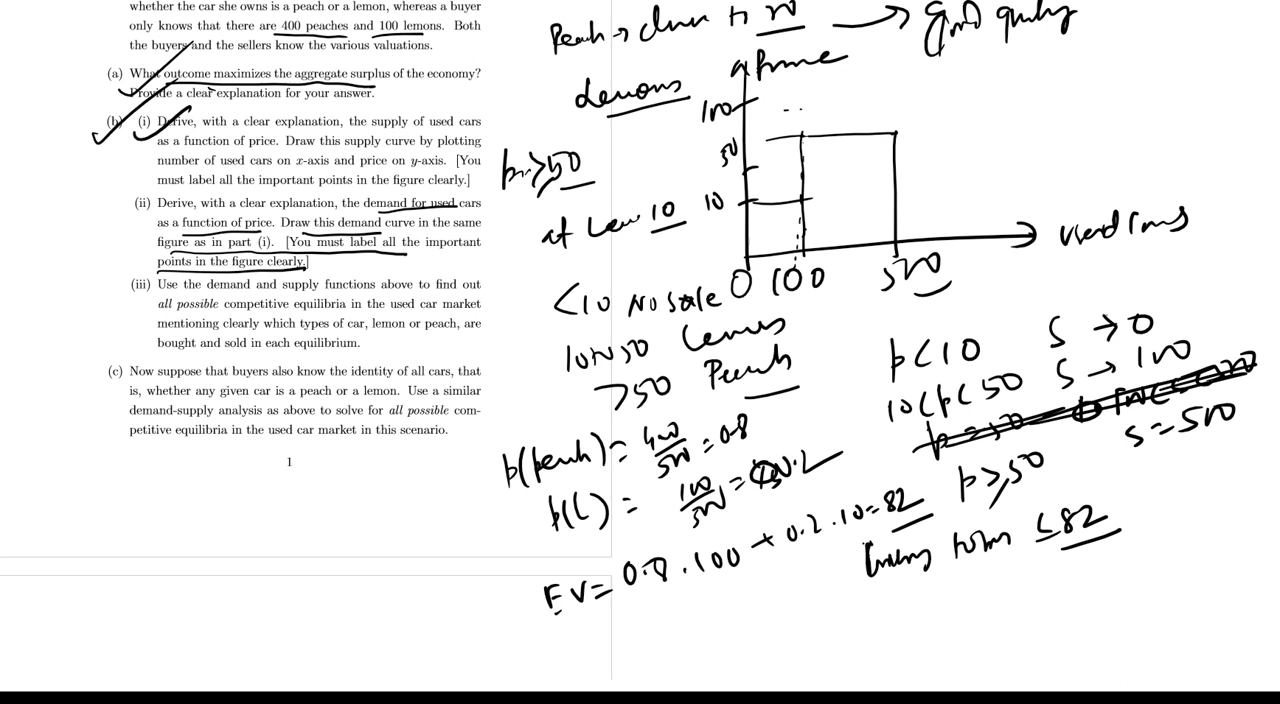 whether the car she owns is a peach or a lemon, whereas a buyer
only knows that there are 400 peaches and 100 lemons. Both
the buyers and the sellers know the various valuations.
(a) What outcome maximizes the aggregate surplus of the economy?
Provide a clear explanation for your answer.
(b) (i) Derive, with a clear explanation, the supply of used cars
as a function of price. Draw this supply curve by plotting
number of used cars on x-axis and price on y-axis. [You
must label all the important points in the figure clearly.]
(ii) Derive, with a clear explanation, the demand for used cars
as a function of price. Draw this demand curve in the same
figure as in part (i). [You must label all the important
points in the figure clearly.]
(iii) Use the demand and supply functions above to find out
all possible competitive equilibria in the used car market
mentioning clearly which types of car, lemon or peach, are
bought and sold in each equilibrium.
(c) Now suppose that buyers also know the identity of all cars, that
is, whether any given car is a peach or a lemon. Use a similar
demand-supply analysis as above to solve for all possible com-
petitive equilibria in the used car market in this scenario.
1
Peach → →  good quality
Lemons
100
50
10
0 100 500
p ≥ 50
at 10
<10 No sale
10 to 50 Lemons
>50 Peach
p<10 S → 0
10<p<50 S → 100
p ≥ 50 S = 500
p(peach) = 400/500 = 0.8
p(L) = 100/500 = 0.2
EV = 0.8 . 100 + 0.2 . 10 = 82
≤ 82